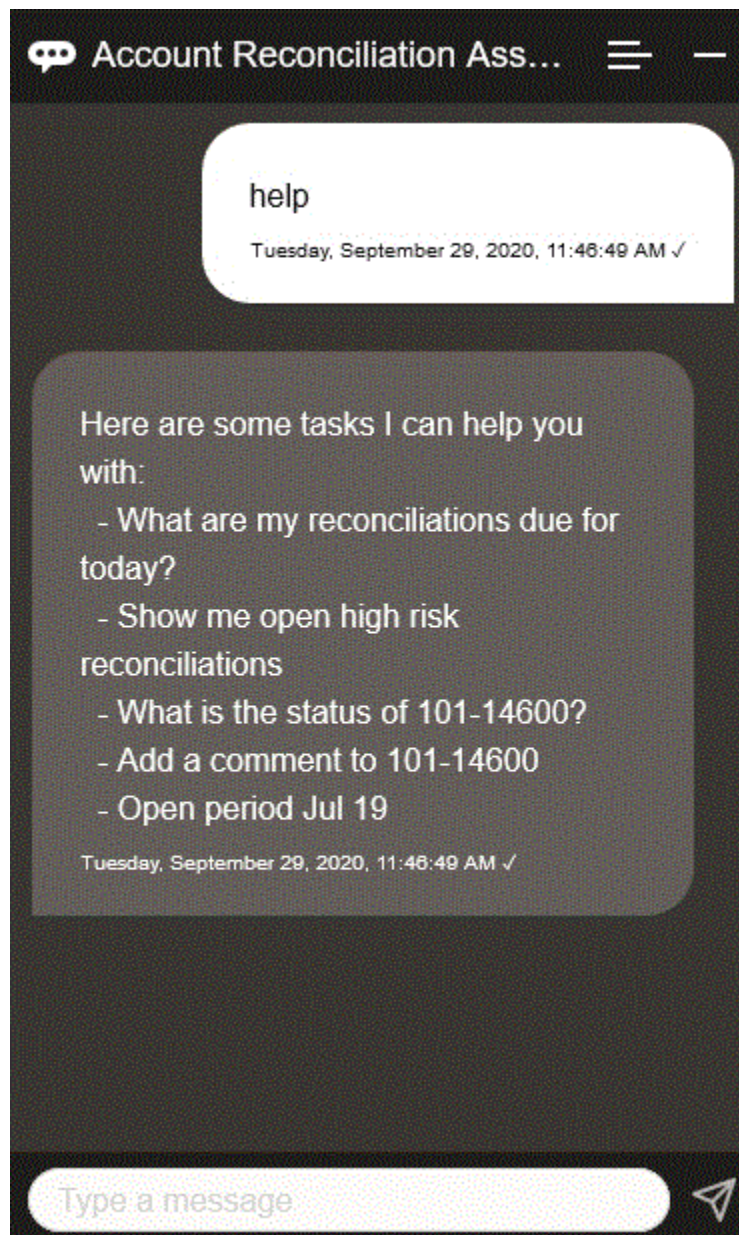 Account Reconciliation Ass...
help
Tuesday, September 29, 2020, 11:46:49 AM ✓
Here are some tasks I can help you
with:
- What are my reconciliations due for
today?
- Show me open high risk
reconciliations
- What is the status of 101-14600?
- Add a comment to 101-14600
- Open period Jul 19
Tuesday, September 29, 2020, 11:46:49 AM ✓
Type a message